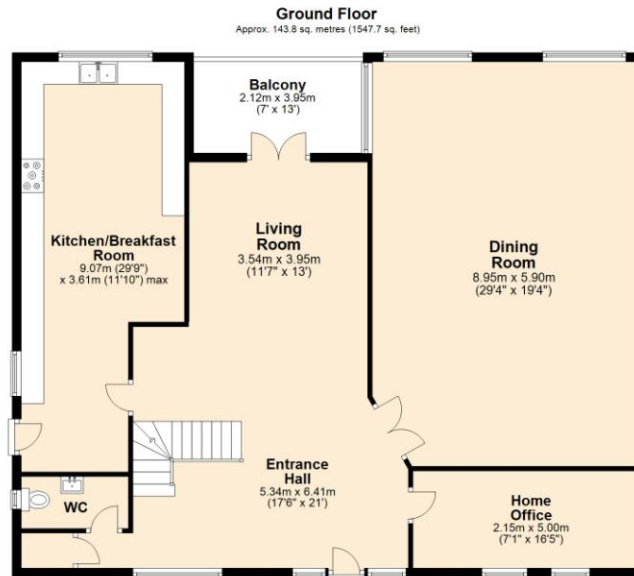 Ground Floor
Approx. 143.8 sq. metres (1547.7 sq. feet)
Balcony
2.12m x 3.95m
(7' x 13')
Kitchen/Breakfast
Room
9.07m (29'9")
x 3.61m (11'10") max
Living
Room
3.54m x 3.95m
(11'7" x 13')
Dining
Room
8.95m x 5.90m
(29'4" x 19'4")
Entrance
Hall
5.34m x 6.41m
(17'6" x 21')
WC
Home
Office
2.15m x 5.00m
(7'1" x 16'5")